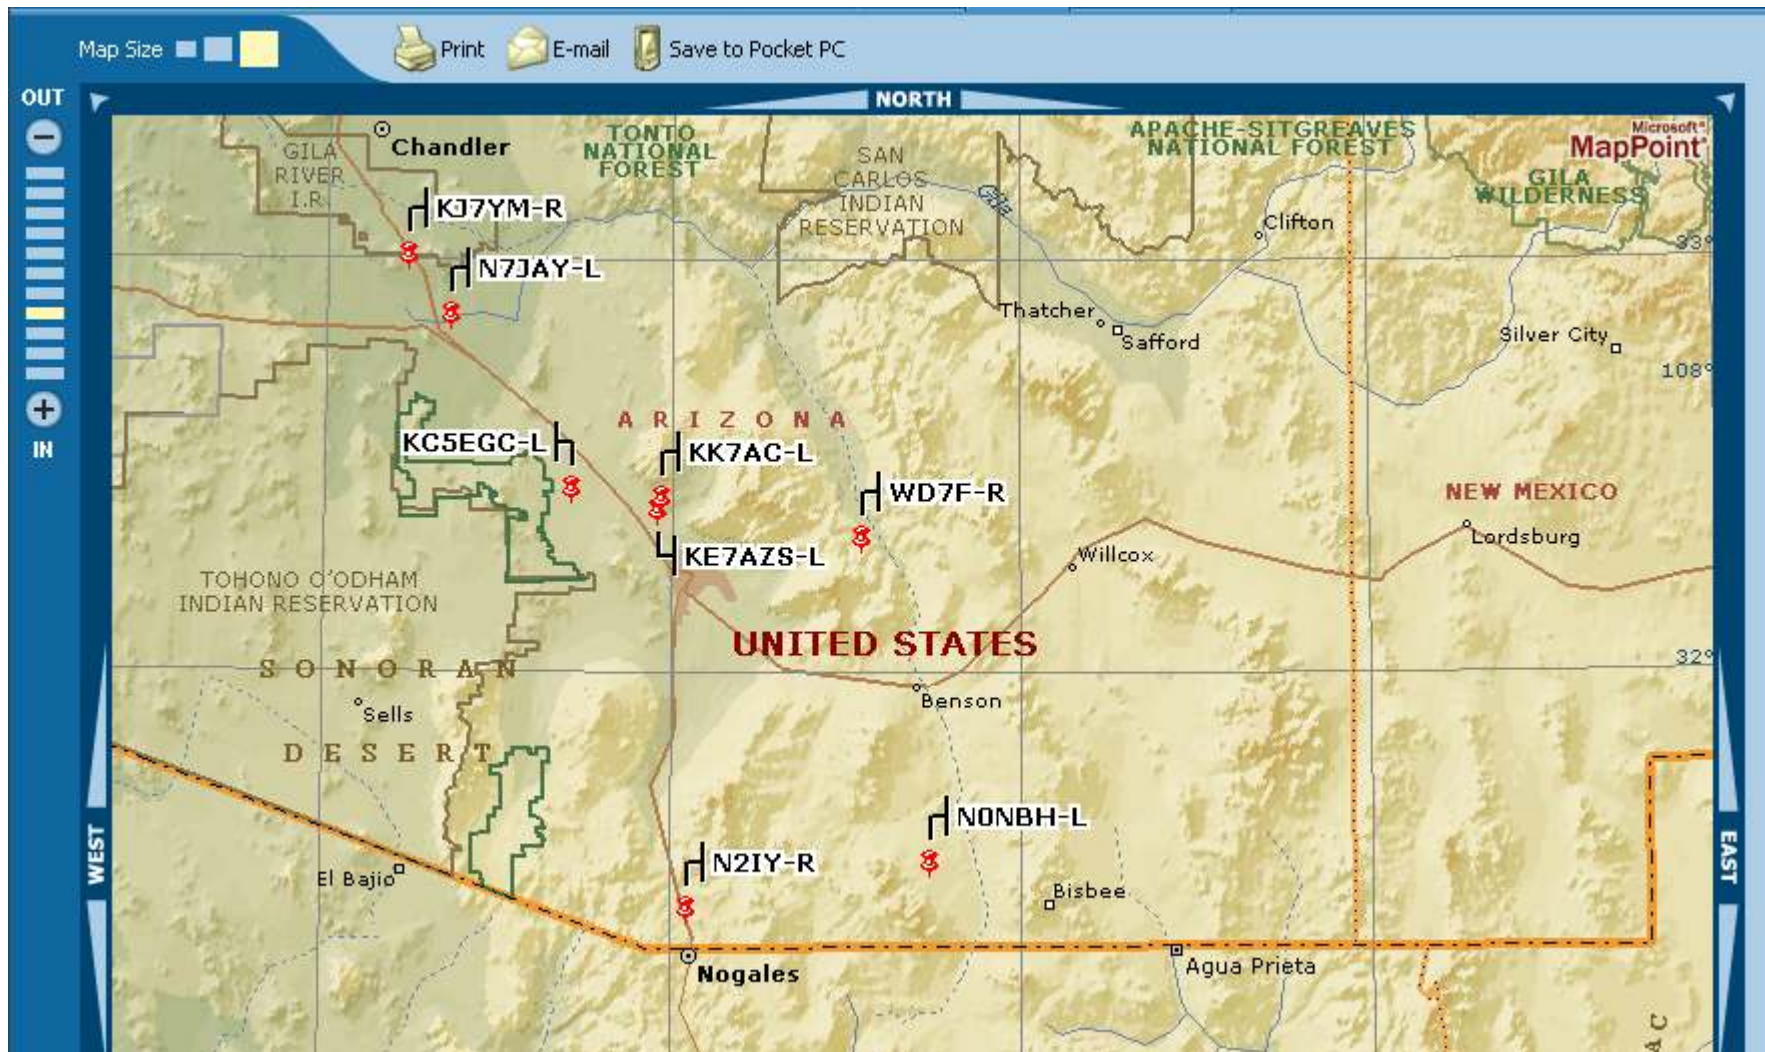 Map Size
Print
E-mail
Save to Pocket PC
OUT
IN
NORTH
WEST
EAST
Microsoft®
MapPoint®
Chandler
GILA
RIVER
I.R.
TONTO
NATIONAL
FOREST
SAN
CARLOS
INDIAN
RESERVATION
Gila
APACHE-SITGREAVES
NATIONAL FOREST
GILA
WILDERNESS
KJ7YM-R
Clifton
33°
N7JAY-L
Thatcher
Safford
Silver City
108°
ARIZONA
KC5EGC-L
KK7AC-L
WD7F-R
NEW MEXICO
Lordsburg
KE7AZS-L
Willcox
TOHONO O'ODHAM
INDIAN RESERVATION
UNITED STATES
32°
SONORAN
DESERT
Sells
Benson
N0NBH-L
N2IY-R
El Bajio
Bisbee
Nogales
Agua Prieta